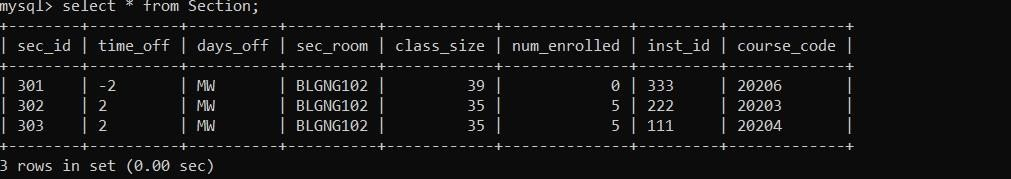 mysql> select * from Section;
+--------+----------+----------+----------+------------+--------------+---------+-------------+
| sec_id | time_off | days_off | sec_room | class_size | num_enrolled | inst_id | course_code |
+--------+----------+----------+----------+------------+--------------+---------+-------------+
| 301    | -2       | MW       | BLGNG102 |         39 |            0 | 333     | 20206       |
| 302    | 2        | MW       | BLGNG102 |         35 |            5 | 222     | 20203       |
| 303    | 2        | MW       | BLGNG102 |         35 |            5 | 111     | 20204       |
+--------+----------+----------+----------+------------+--------------+---------+-------------+
3 rows in set (0.00 sec)